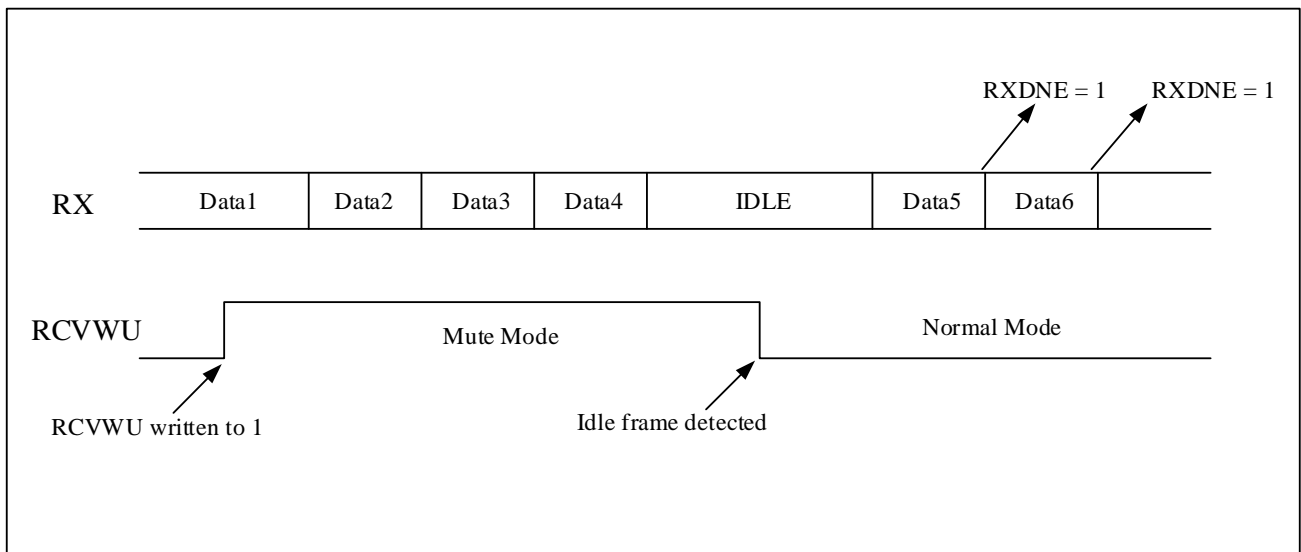 RXDNE = 1 RXDNE = 1
RX Data1 Data2 Data3 Data4 IDLE Data5 Data6
RCVWU Mute Mode Normal Mode
RCVWU written to 1 Idle frame detected